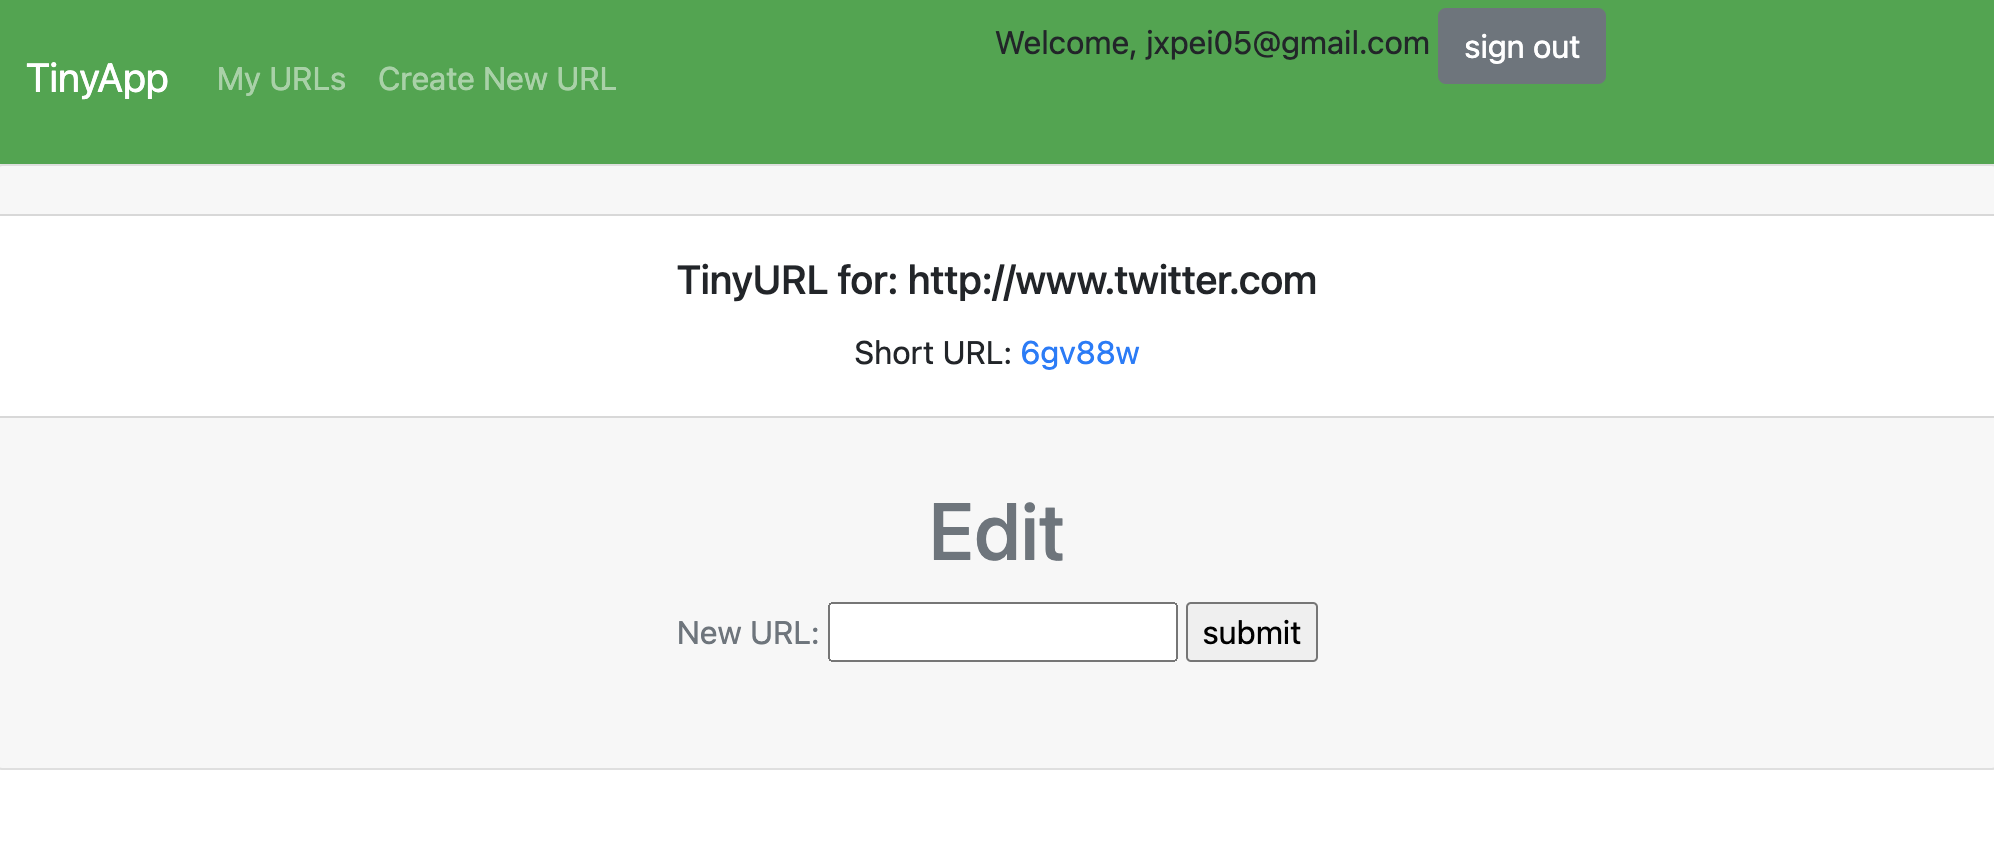 TinyApp My URLs Create New URL Welcome, jxpei05@gmail.com sign out
TinyURL for: http://www.twitter.com
Short URL: 6gv88w
Edit
New URL: submit